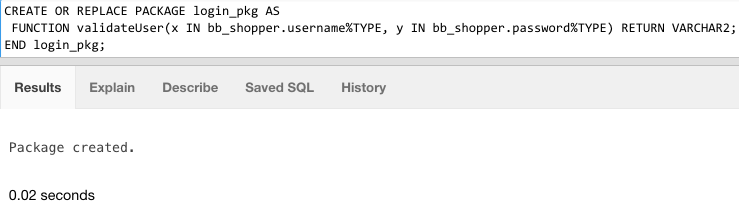 CREATE OR REPLACE PACKAGE login_pkg AS
 FUNCTION validateUser(x IN bb_shopper.username%TYPE, y IN bb_shopper.password%TYPE) RETURN VARCHAR2;
END login_pkg;
Results Explain Describe Saved SQL History
Package created.
0.02 seconds